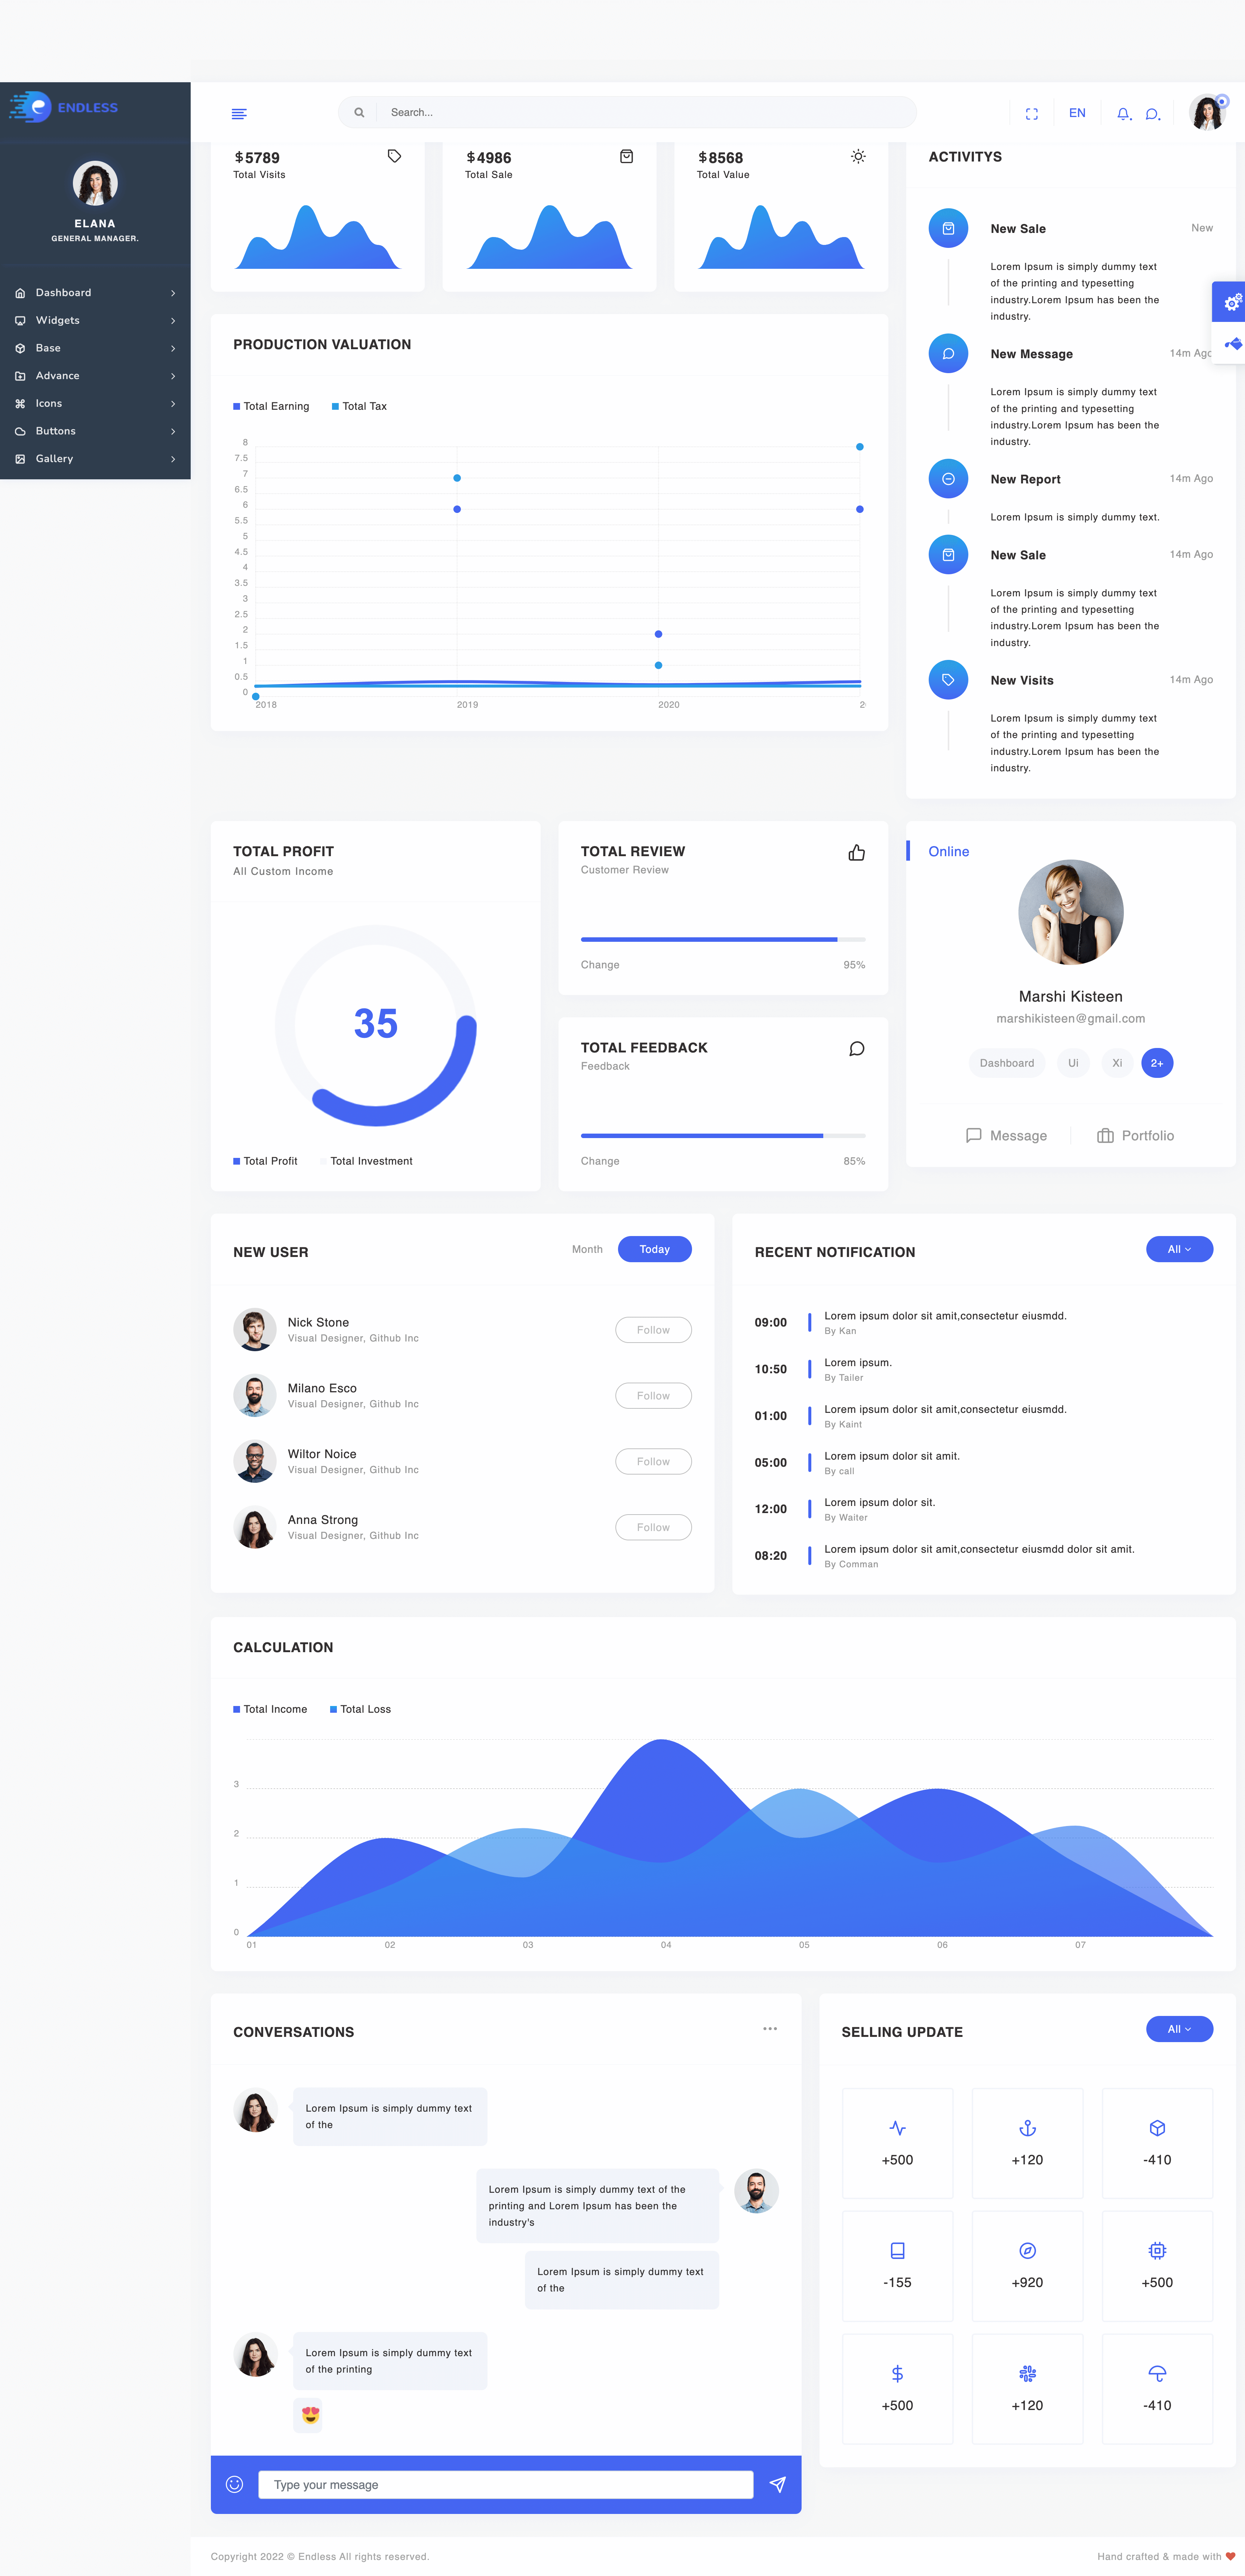 ENDLESS
ELANA
GENERAL MANAGER.
Dashboard
Widgets
Base
Advance
Icons
Buttons
Gallery
Search...
EN
$5789
Total Visits
$4986
Total Sale
$8568
Total Value
PRODUCTION VALUATION
Total Earning
Total Tax
8
7.5
7
6.5
6
5.5
5
4.5
4
3.5
3
2.5
2
1.5
1
0.5
0
2018
2019
2020
2
ACTIVITYS
New Sale
New
Lorem Ipsum is simply dummy text
of the printing and typesetting
industry.Lorem Ipsum has been the
industry.
New Message
14m Ago
Lorem Ipsum is simply dummy text
of the printing and typesetting
industry.Lorem Ipsum has been the
industry.
New Report
14m Ago
Lorem Ipsum is simply dummy text.
New Sale
14m Ago
Lorem Ipsum is simply dummy text
of the printing and typesetting
industry.Lorem Ipsum has been the
industry.
New Visits
14m Ago
Lorem Ipsum is simply dummy text
of the printing and typesetting
industry.Lorem Ipsum has been the
industry.
TOTAL PROFIT
All Custom Income
35
Total Profit
Total Investment
TOTAL REVIEW
Customer Review
Change
95%
TOTAL FEEDBACK
Feedback
Change
85%
Online
Marshi Kisteen
marshikisteen@gmail.com
Dashboard
Ui
Xi
2+
Message
Portfolio
NEW USER
Month
Today
Nick Stone
Visual Designer, Github Inc
Follow
Milano Esco
Visual Designer, Github Inc
Follow
Wiltor Noice
Visual Designer, Github Inc
Follow
Anna Strong
Visual Designer, Github Inc
Follow
RECENT NOTIFICATION
All
09:00
Lorem ipsum dolor sit amit,consectetur eiusmdd.
By Kan
10:50
Lorem ipsum.
By Tailer
01:00
Lorem ipsum dolor sit amit,consectetur eiusmdd.
By Kaint
05:00
Lorem ipsum dolor sit amit.
By call
12:00
Lorem ipsum dolor sit.
By Waiter
08:20
Lorem ipsum dolor sit amit,consectetur eiusmdd dolor sit amit.
By Comman
CALCULATION
Total Income
Total Loss
3
2
1
0
01
02
03
04
05
06
07
CONVERSATIONS
Lorem Ipsum is simply dummy text
of the
Lorem Ipsum is simply dummy text of the
printing and Lorem Ipsum has been the
industry's
Lorem Ipsum is simply dummy text
of the
Lorem Ipsum is simply dummy text
of the printing
Type your message
SELLING UPDATE
All
+500
+120
-410
-155
+920
+500
+500
+120
-410
Copyright 2022 © Endless All rights reserved.
Hand crafted & made with